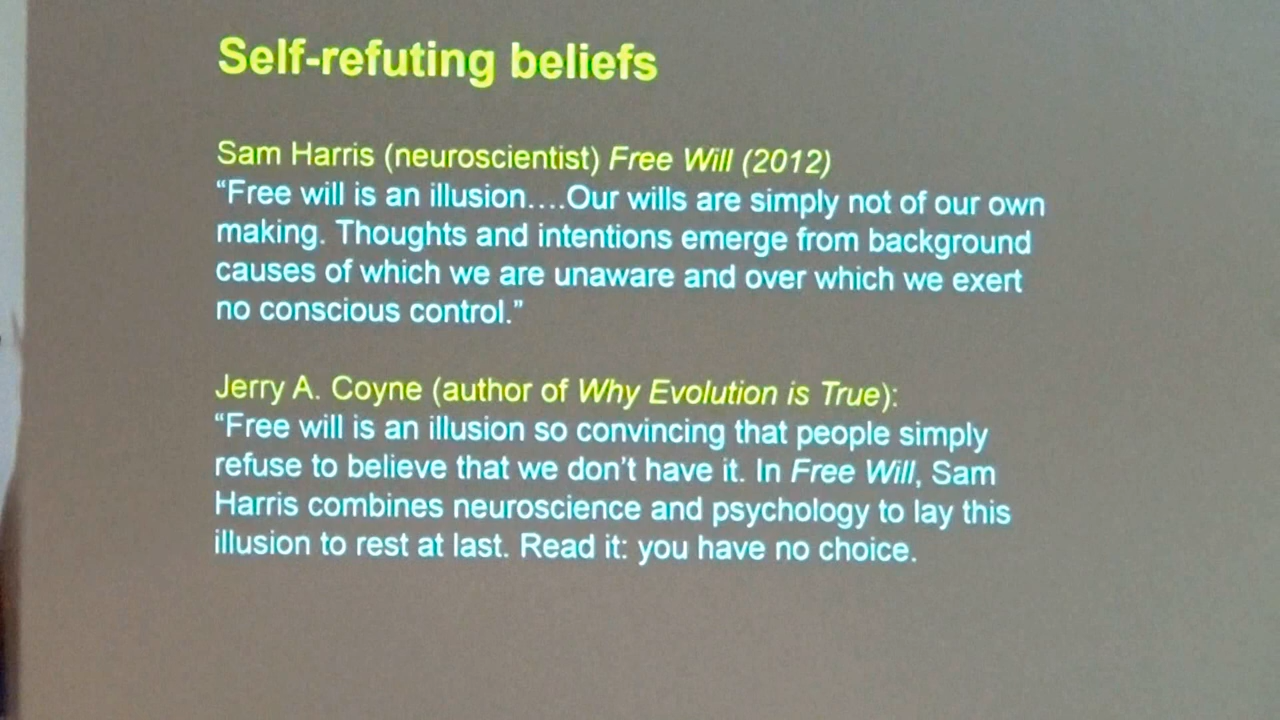 Self-refuting beliefs
Sam Harris (neuroscientist) Free Will (2012)
“Free will is an illusion….Our wills are simply not of our own
making. Thoughts and intentions emerge from background
causes of which we are unaware and over which we exert
no conscious control.”
Jerry A. Coyne (author of Why Evolution is True):
“Free will is an illusion so convincing that people simply
refuse to believe that we don’t have it. In Free Will, Sam
Harris combines neuroscience and psychology to lay this
illusion to rest at last. Read it: you have no choice.